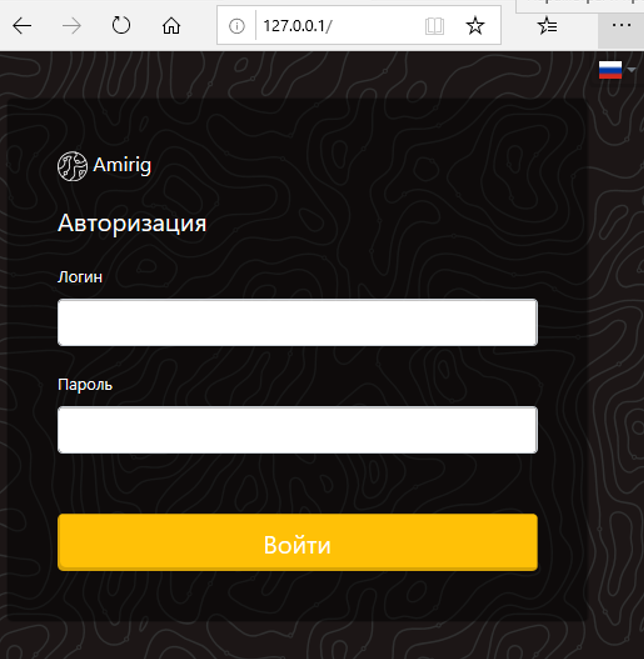 127.0.0.1/
Amirig
Авторизация
Логин
Пароль
Войти